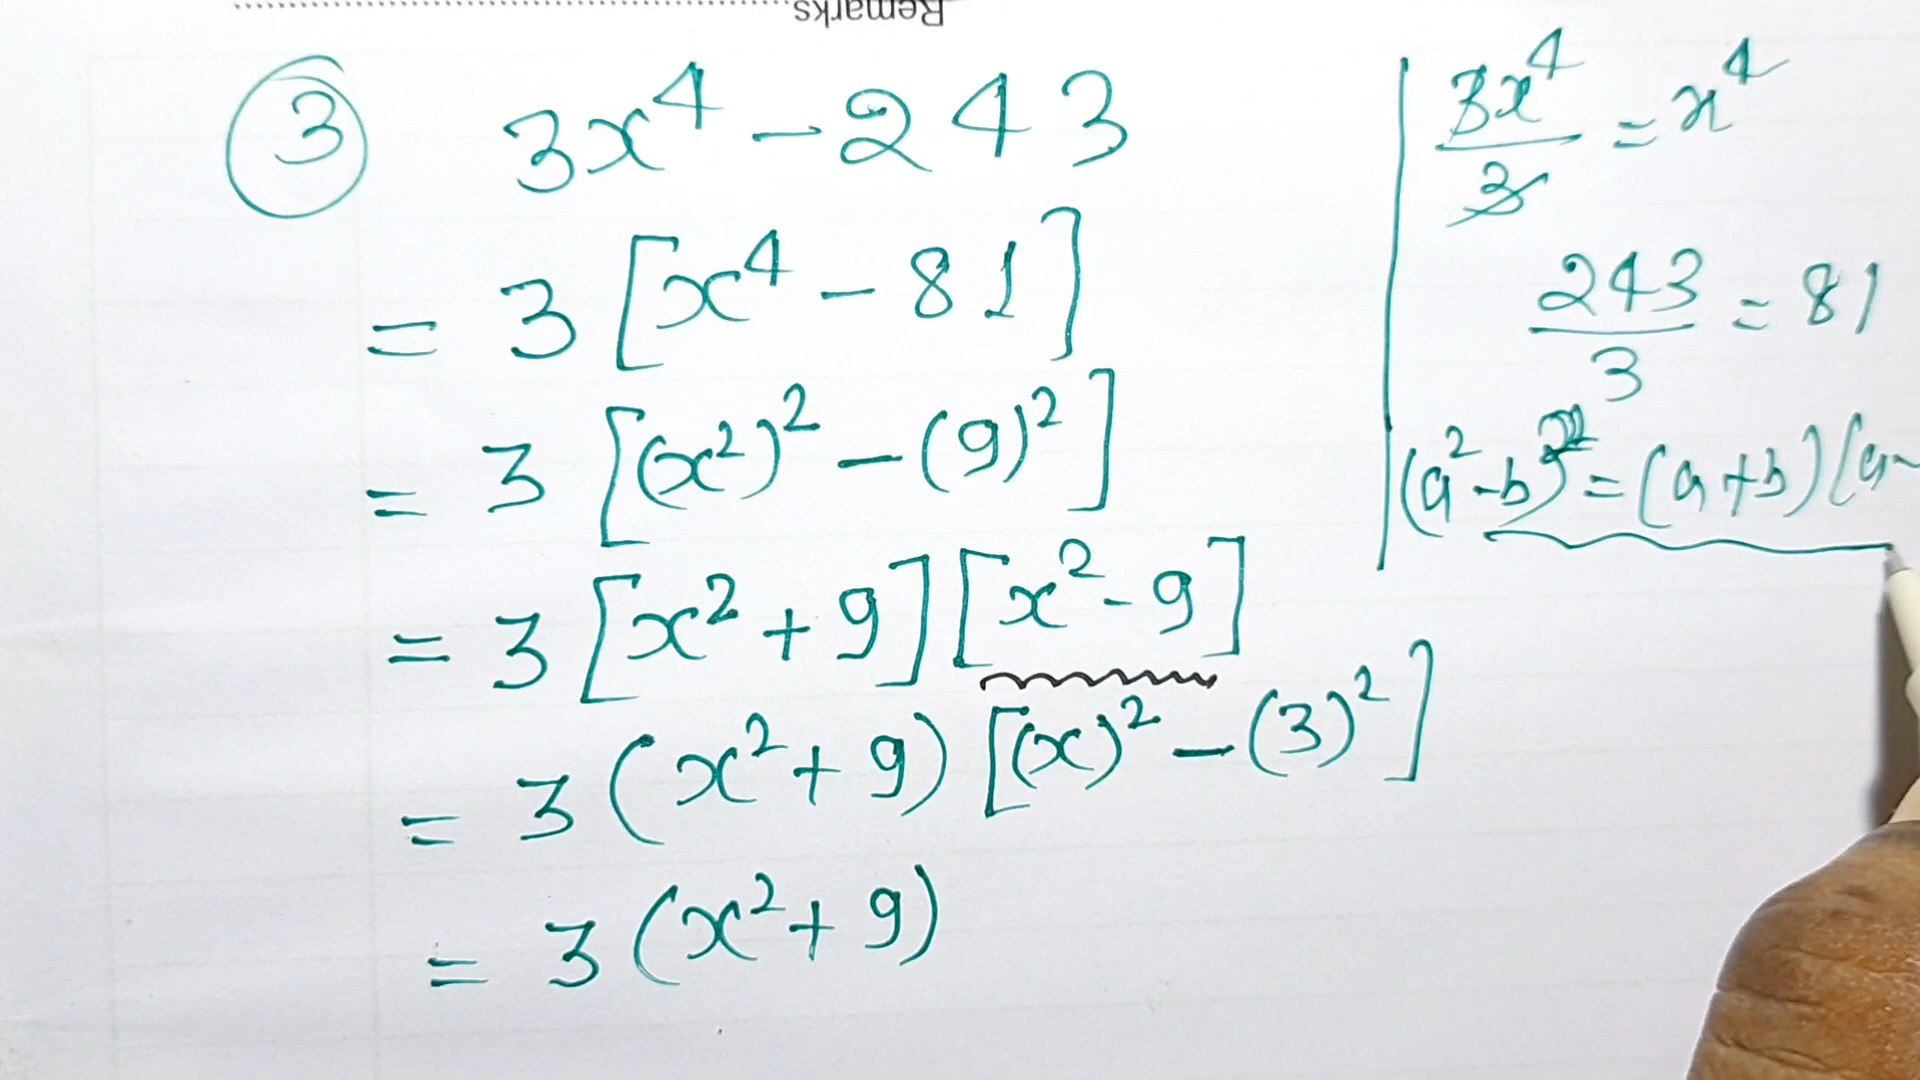 Remarks
③ 3x⁴ - 243
= 3 [x⁴ - 81]
= 3 [(x²)² - (9)²]
= 3 [x² + 9] [x² - 9]
= 3 (x² + 9) [(x)² - (3)²]
= 3 (x² + 9)
3x⁴/3 = x⁴
243/3 = 81
(a² - b²) = (a + b) (a -